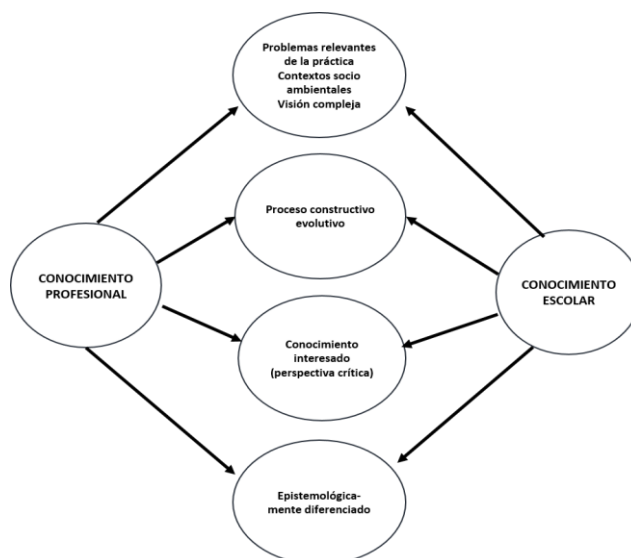 Problemas relevantes
de la práctica
Contextos socio
ambientales
Visión compleja
Proceso constructivo
evolutivo
CONOCIMIENTO
PROFESIONAL
CONOCIMIENTO
ESCOLAR
Conocimiento
interesado
(perspectiva crítica)
Epistemológica-
mente diferenciado